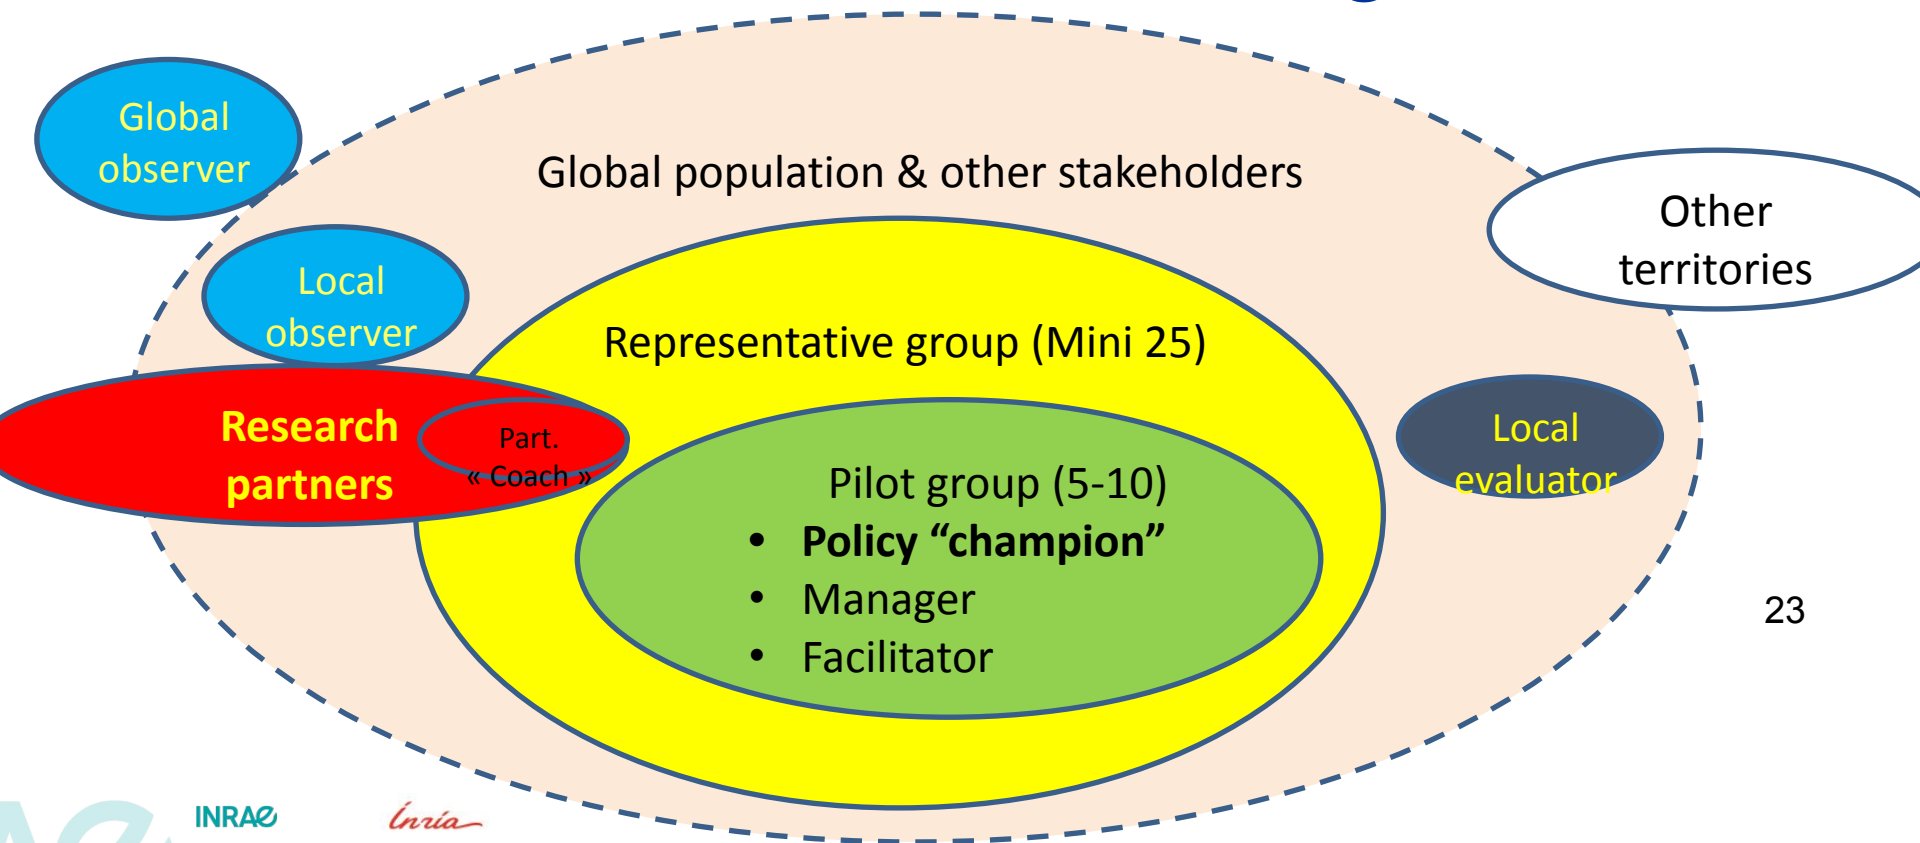 Global
observer
Global population & other stakeholders
Other
territories
Local
observer
Representative group (Mini 25)
Research
partners
Part.
« Coach »
Local
evaluator
Pilot group (5-10)
• Policy “champion”
• Manager
• Facilitator
23
INRAE
Inria